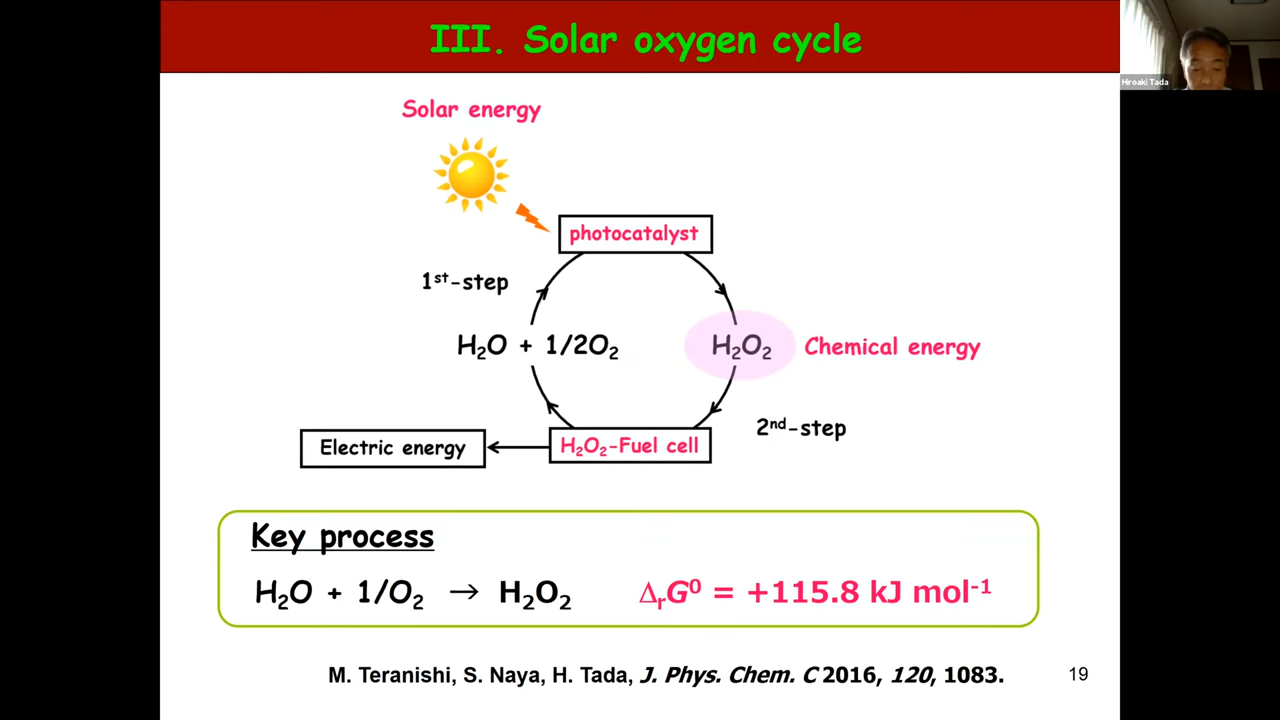 III. Solar oxygen cycle
Hiroaki Tada
Solar energy
photocatalyst
1st-step
H2O + 1/2O2
H2O2
Chemical energy
2nd-step
Electric energy
H2O2-Fuel cell
Key process
H2O + 1/O2 → H2O2 ΔrG0 = +115.8 kJ mol-1
M. Teranishi, S. Naya, H. Tada, J. Phys. Chem. C 2016, 120, 1083.
19